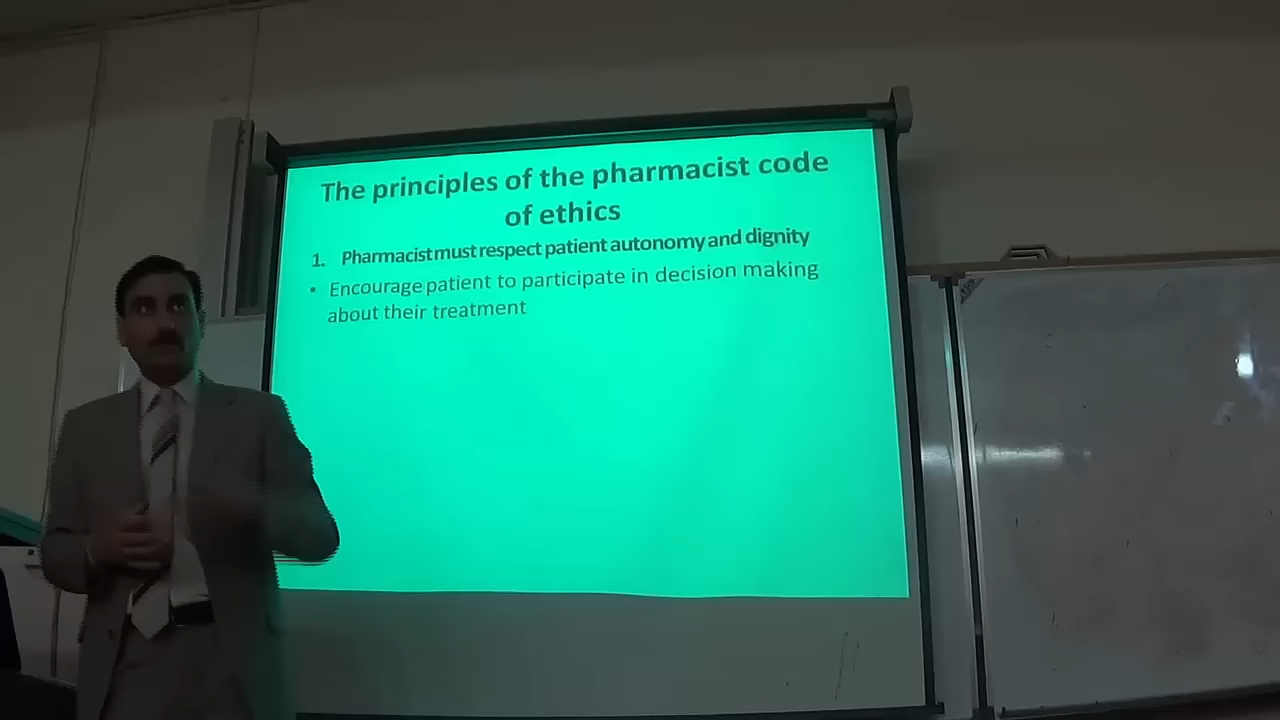 The principles of the pharmacist code
of ethics
1. Pharmacist must respect patient autonomy and dignity
• Encourage patient to participate in decision making
about their treatment